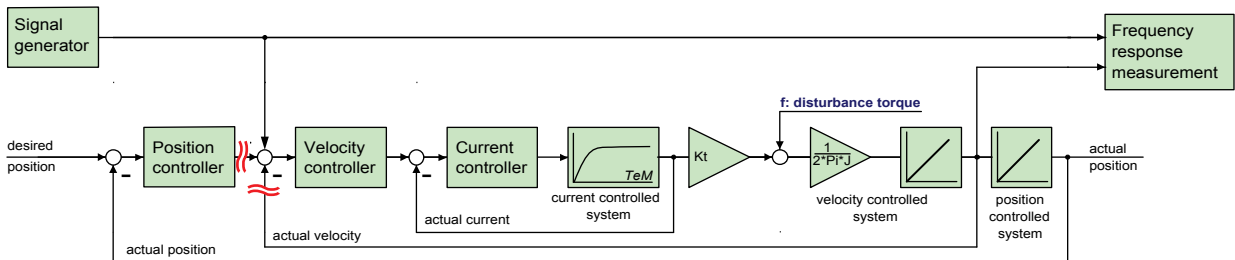 Signal
generator
Frequency
response
measurement
f: disturbance torque
desired
position
Position
controller
Velocity
controller
Current
controller
TeM
Kt
1
2*Pi*J
actual
position
-
-
-
current controlled
system
velocity controlled
system
position
controlled
system
actual current
actual velocity
actual position